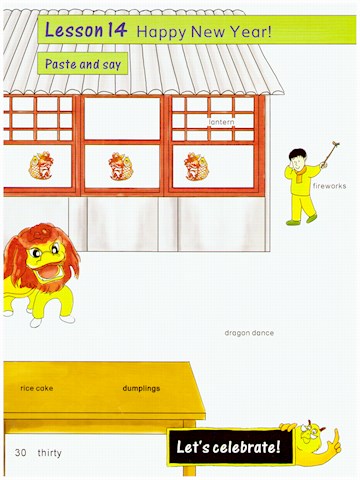 Lesson 14 Happy New Year!
Paste and say
lantern
fireworks
dragon dance
rice cake dumplings
Let's celebrate!
30 thirty